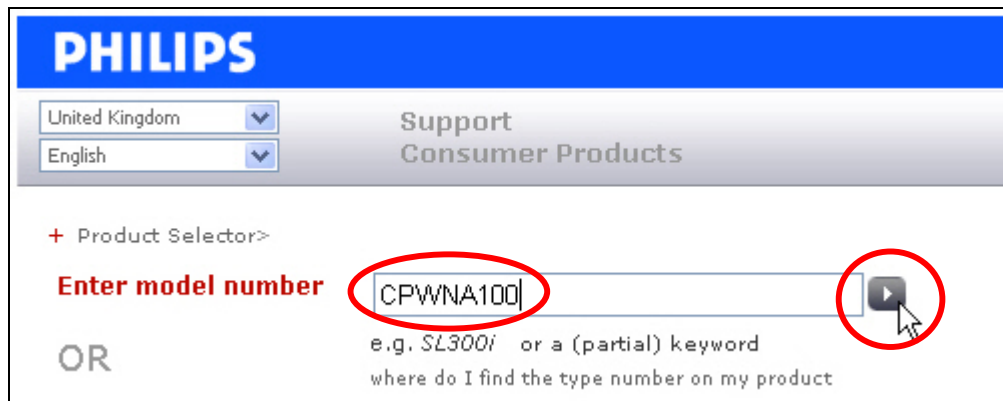 PHILIPS
United Kingdom
English
Support
Consumer Products
+ Product Selector>
Enter model number
CPWNA100
OR
e.g. SL300i or a (partial) keyword
where do I find the type number on my product